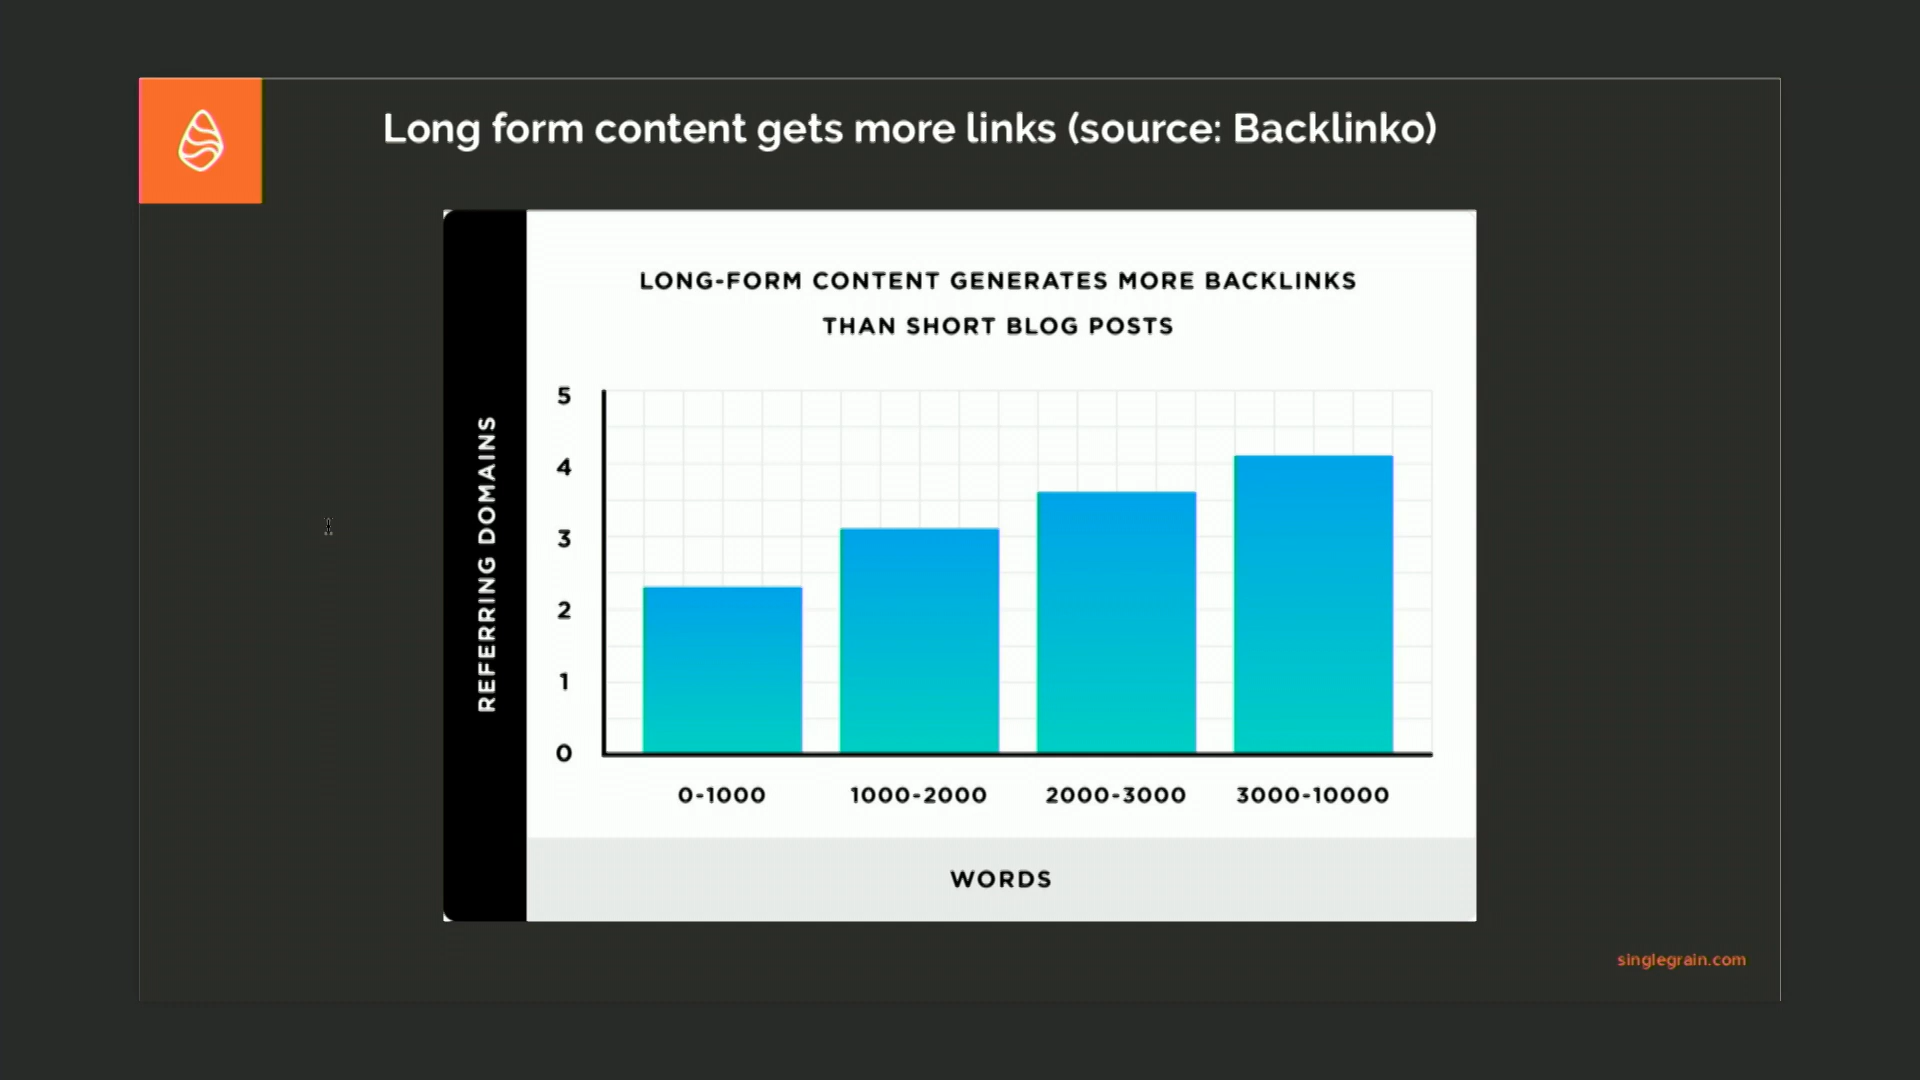 Long form content gets more links (source: Backlinko)
LONG-FORM CONTENT GENERATES MORE BACKLINKS
THAN SHORT BLOG POSTS
REFERRING DOMAINS
5
4
3
2
1
0
0-1000 1000-2000 2000-3000 3000-10000
WORDS
singlegrain.com